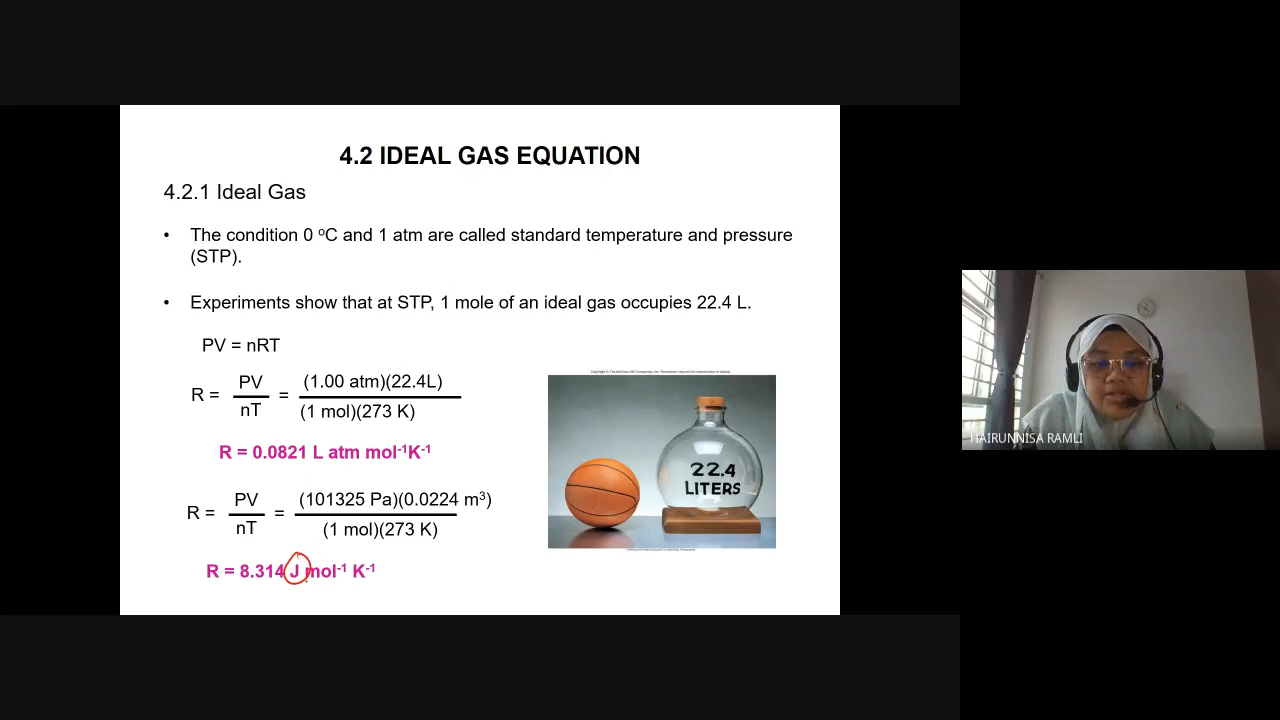 4.2 IDEAL GAS EQUATION
4.2.1 Ideal Gas
• The condition 0 ºC and 1 atm are called standard temperature and pressure
(STP).
• Experiments show that at STP, 1 mole of an ideal gas occupies 22.4 L.
PV = nRT
R = PV/nT = (1.00 atm)(22.4L)/(1 mol)(273 K)
R = 0.0821 L atm mol⁻¹K⁻¹
R = PV/nT = (101325 Pa)(0.0224 m³)/(1 mol)(273 K)
R = 8.314 J mol⁻¹ K⁻¹
22.4
LITERS
HAIRUNNISA RAMLI